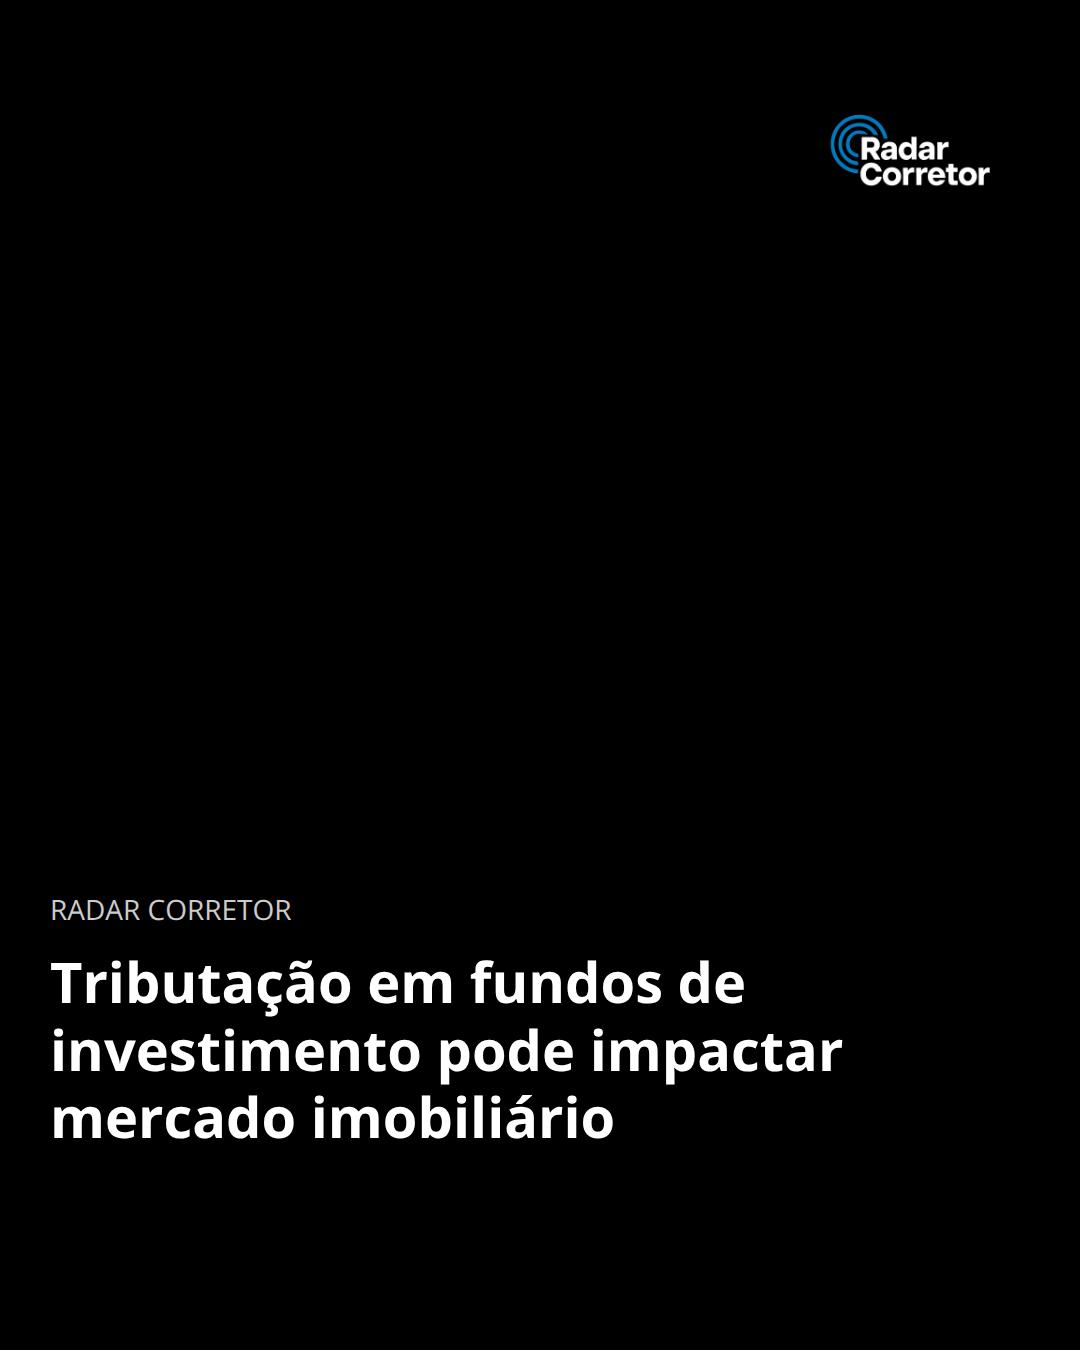 Radar
Corretor
RADAR CORRETOR
Tributação em fundos de
investimento pode impactar
mercado imobiliário